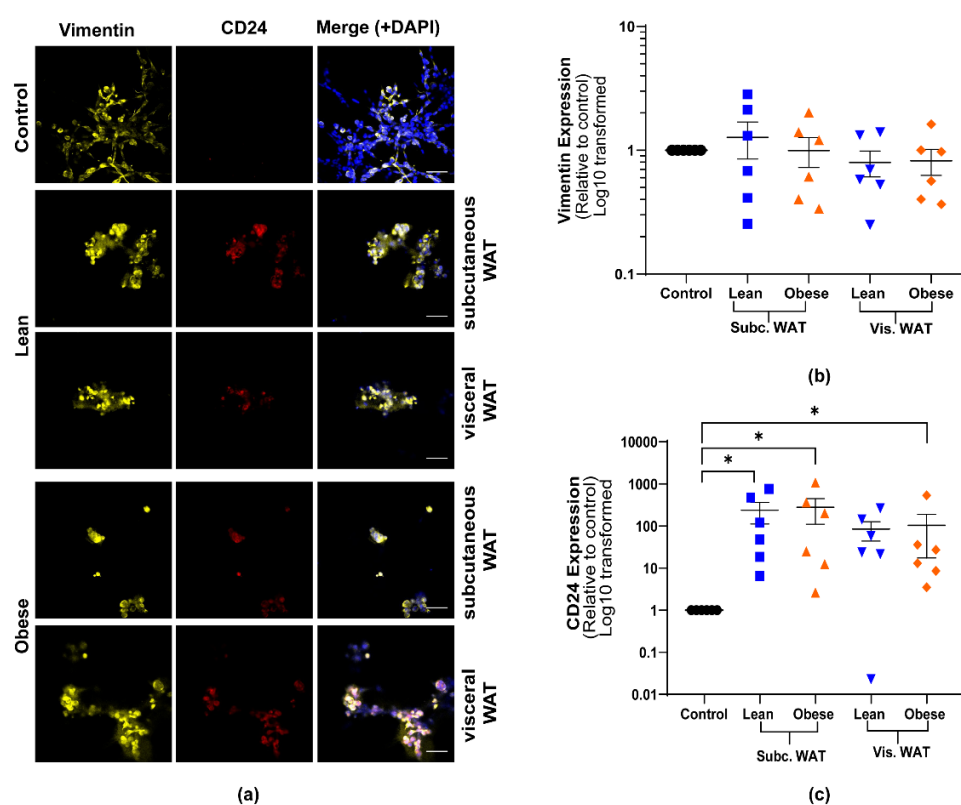 Vimentin CD24 Merge (+DAPI)
Control
Lean
subcutaneous
WAT
visceral
WAT
Obese
subcutaneous
WAT
visceral
WAT
(a)
Vimentin Expression
(Relative to control)
Log10 transformed
10
1
0.1
Control Lean Obese Lean Obese
Subc. WAT Vis. WAT
(b)
CD24 Expression
(Relative to control)
Log10 transformed
* 
*
*
10000
1000
100
10
1
0.1
0.01
Control Lean Obese Lean Obese
Subc. WAT Vis. WAT
(c)